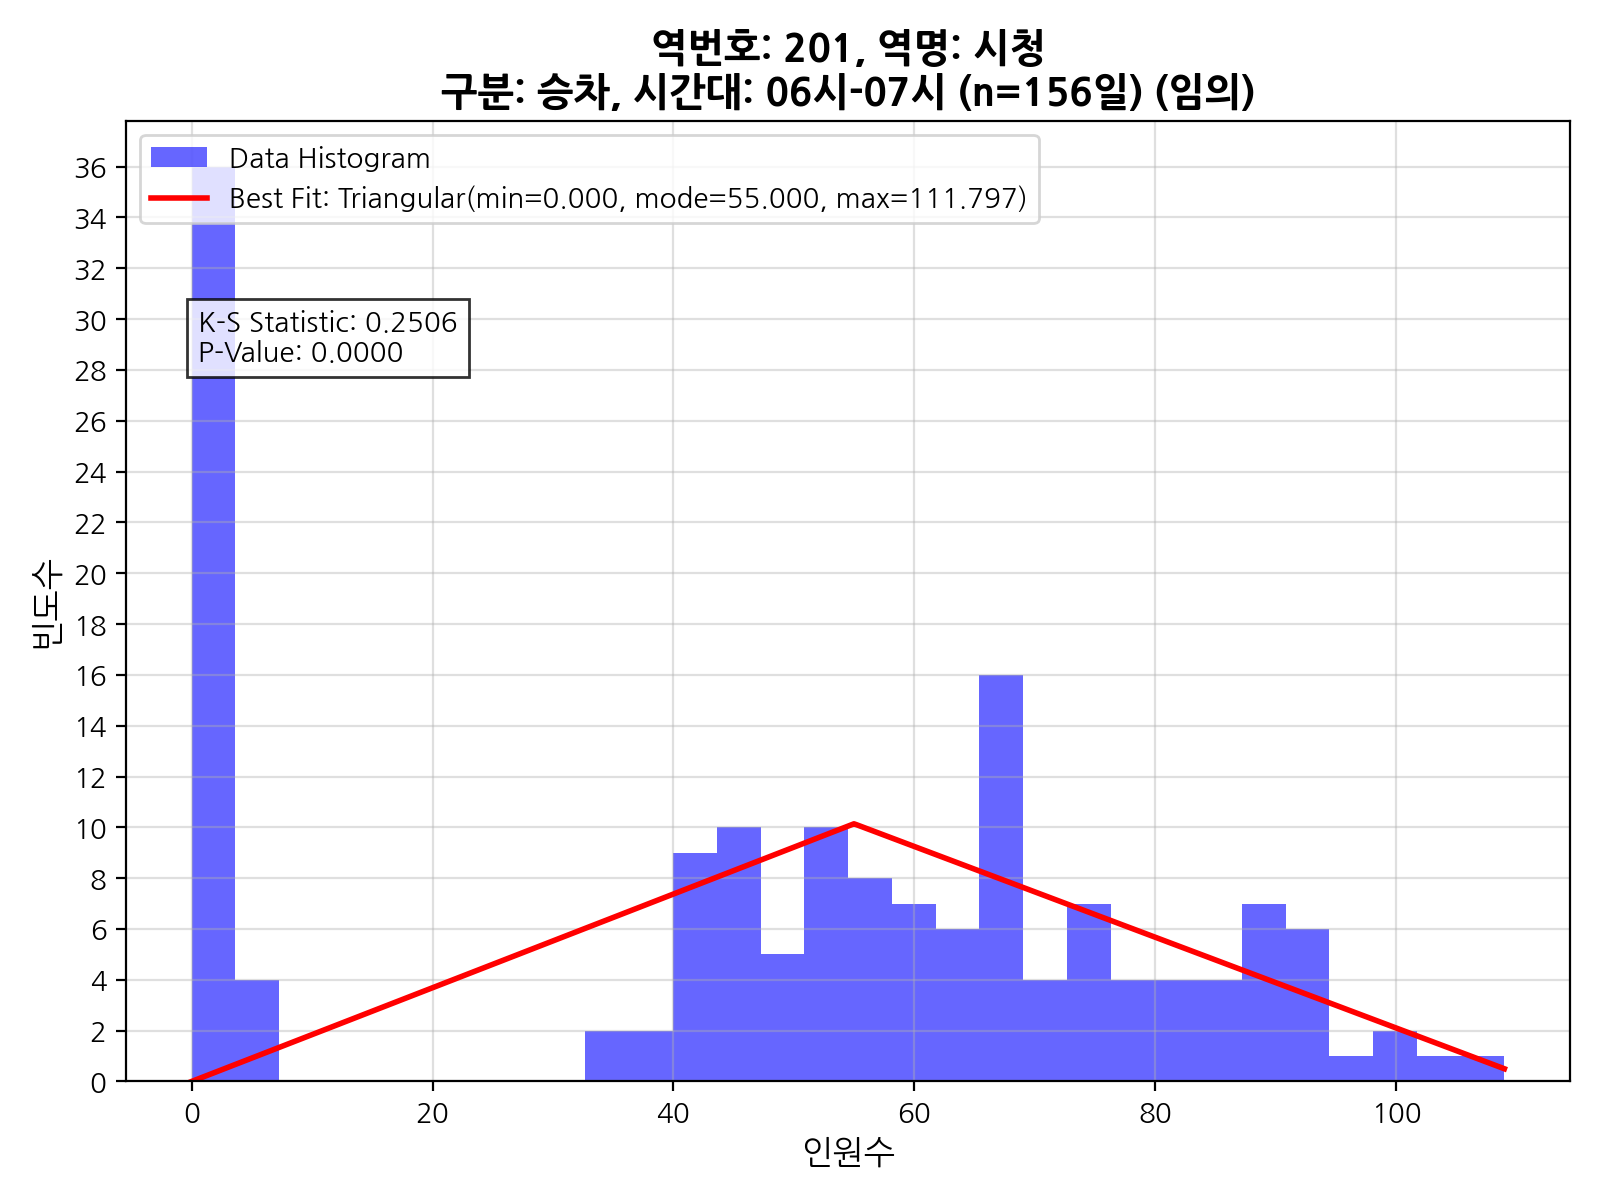 역번호: 201, 역명: 시청
구분: 승차, 시간대: 06시-07시 (n=156일) (임의)
Data Histogram
Best Fit: Triangular(min=0.000, mode=55.000, max=111.797)
K-S Statistic: 0.2506
P-Value: 0.0000
빈도수
36
34
32
30
28
26
24
22
20
18
16
14
12
10
8
6
4
2
0
0 20 40 60 80 100
인원수